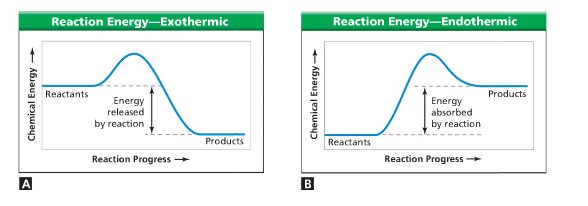 Reaction Energy—Exothermic
Chemical Energy
Reactants
Energy
released
by reaction
Products
Reaction Progress
A
Reaction Energy—Endothermic
Chemical Energy
Products
Energy
absorbed
by reaction
Reactants
Reaction Progress
B